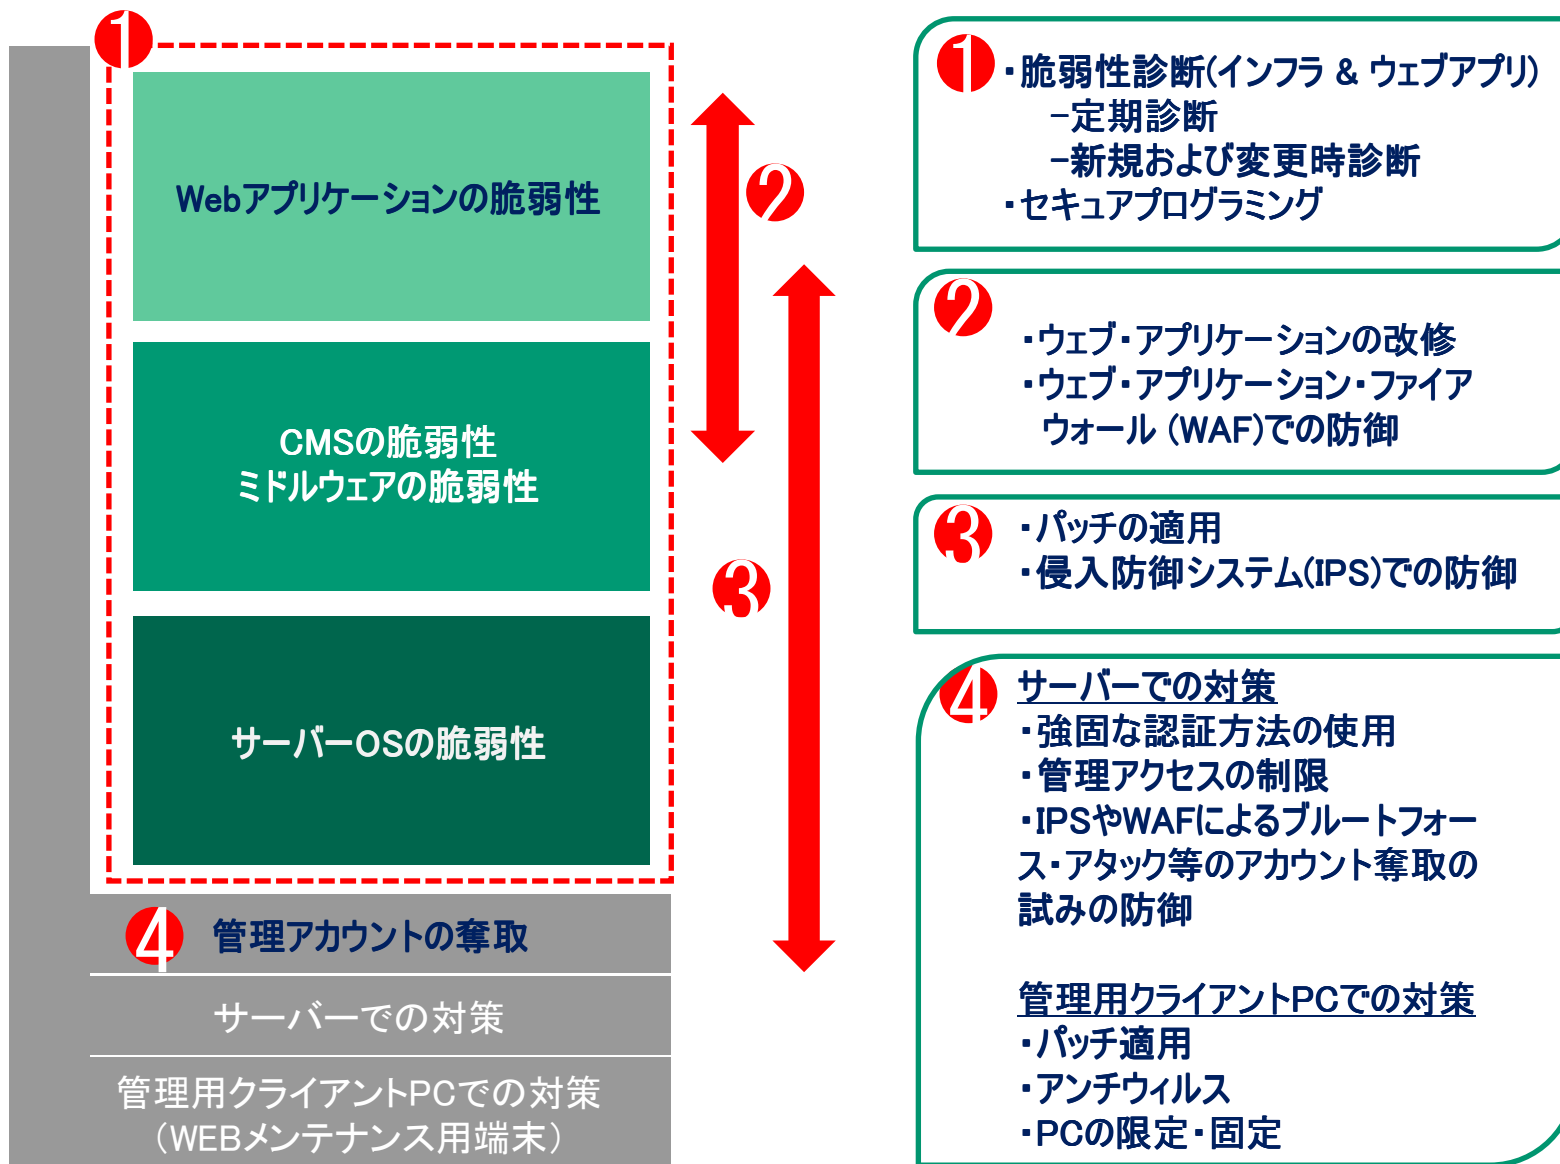 ❶
Webアプリケーションの脆弱性
CMSの脆弱性
ミドルウェアの脆弱性
サーバーOSの脆弱性
❷
❸
❹ 管理アカウントの奪取
サーバーでの対策
管理用クライアントPCでの対策
（WEBメンテナンス用端末）
❶
・脆弱性診断(インフラ & ウェブアプリ)
−定期診断
−新規および変更時診断
・セキュアプログラミング
❷
・ウェブ・アプリケーションの改修
・ウェブ・アプリケーション・ファイア
ウォール (WAF)での防御
❸
・パッチの適用
・侵入防御システム(IPS)での防御
❹
サーバーでの対策
・強固な認証方法の使用
・管理アクセスの制限
・IPSやWAFによるブルートフォー
ス・アタック等のアカウント奪取の
試みの防御
管理用クライアントPCでの対策
・パッチ適用
・アンチウィルス
・PCの限定・固定